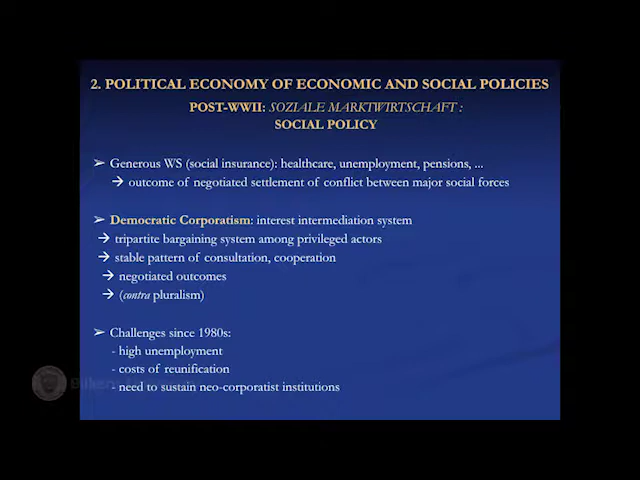 2. POLITICAL ECONOMY OF ECONOMIC AND SOCIAL POLICIES
POST-WWII: SOZIALE MARKTWIRTSCHAFT :
SOCIAL POLICY
➢ Generous WS (social insurance): healthcare, unemployment, pensions, ...
→ outcome of negotiated settlement of conflict between major social forces
➢ Democratic Corporatism: interest intermediation system
→ tripartite bargaining system among privileged actors
→ stable pattern of consultation, cooperation
→ negotiated outcomes
→ (contra pluralism)
➢ Challenges since 1980s:
- high unemployment
- costs of reunification
- need to sustain neo-corporatist institutions